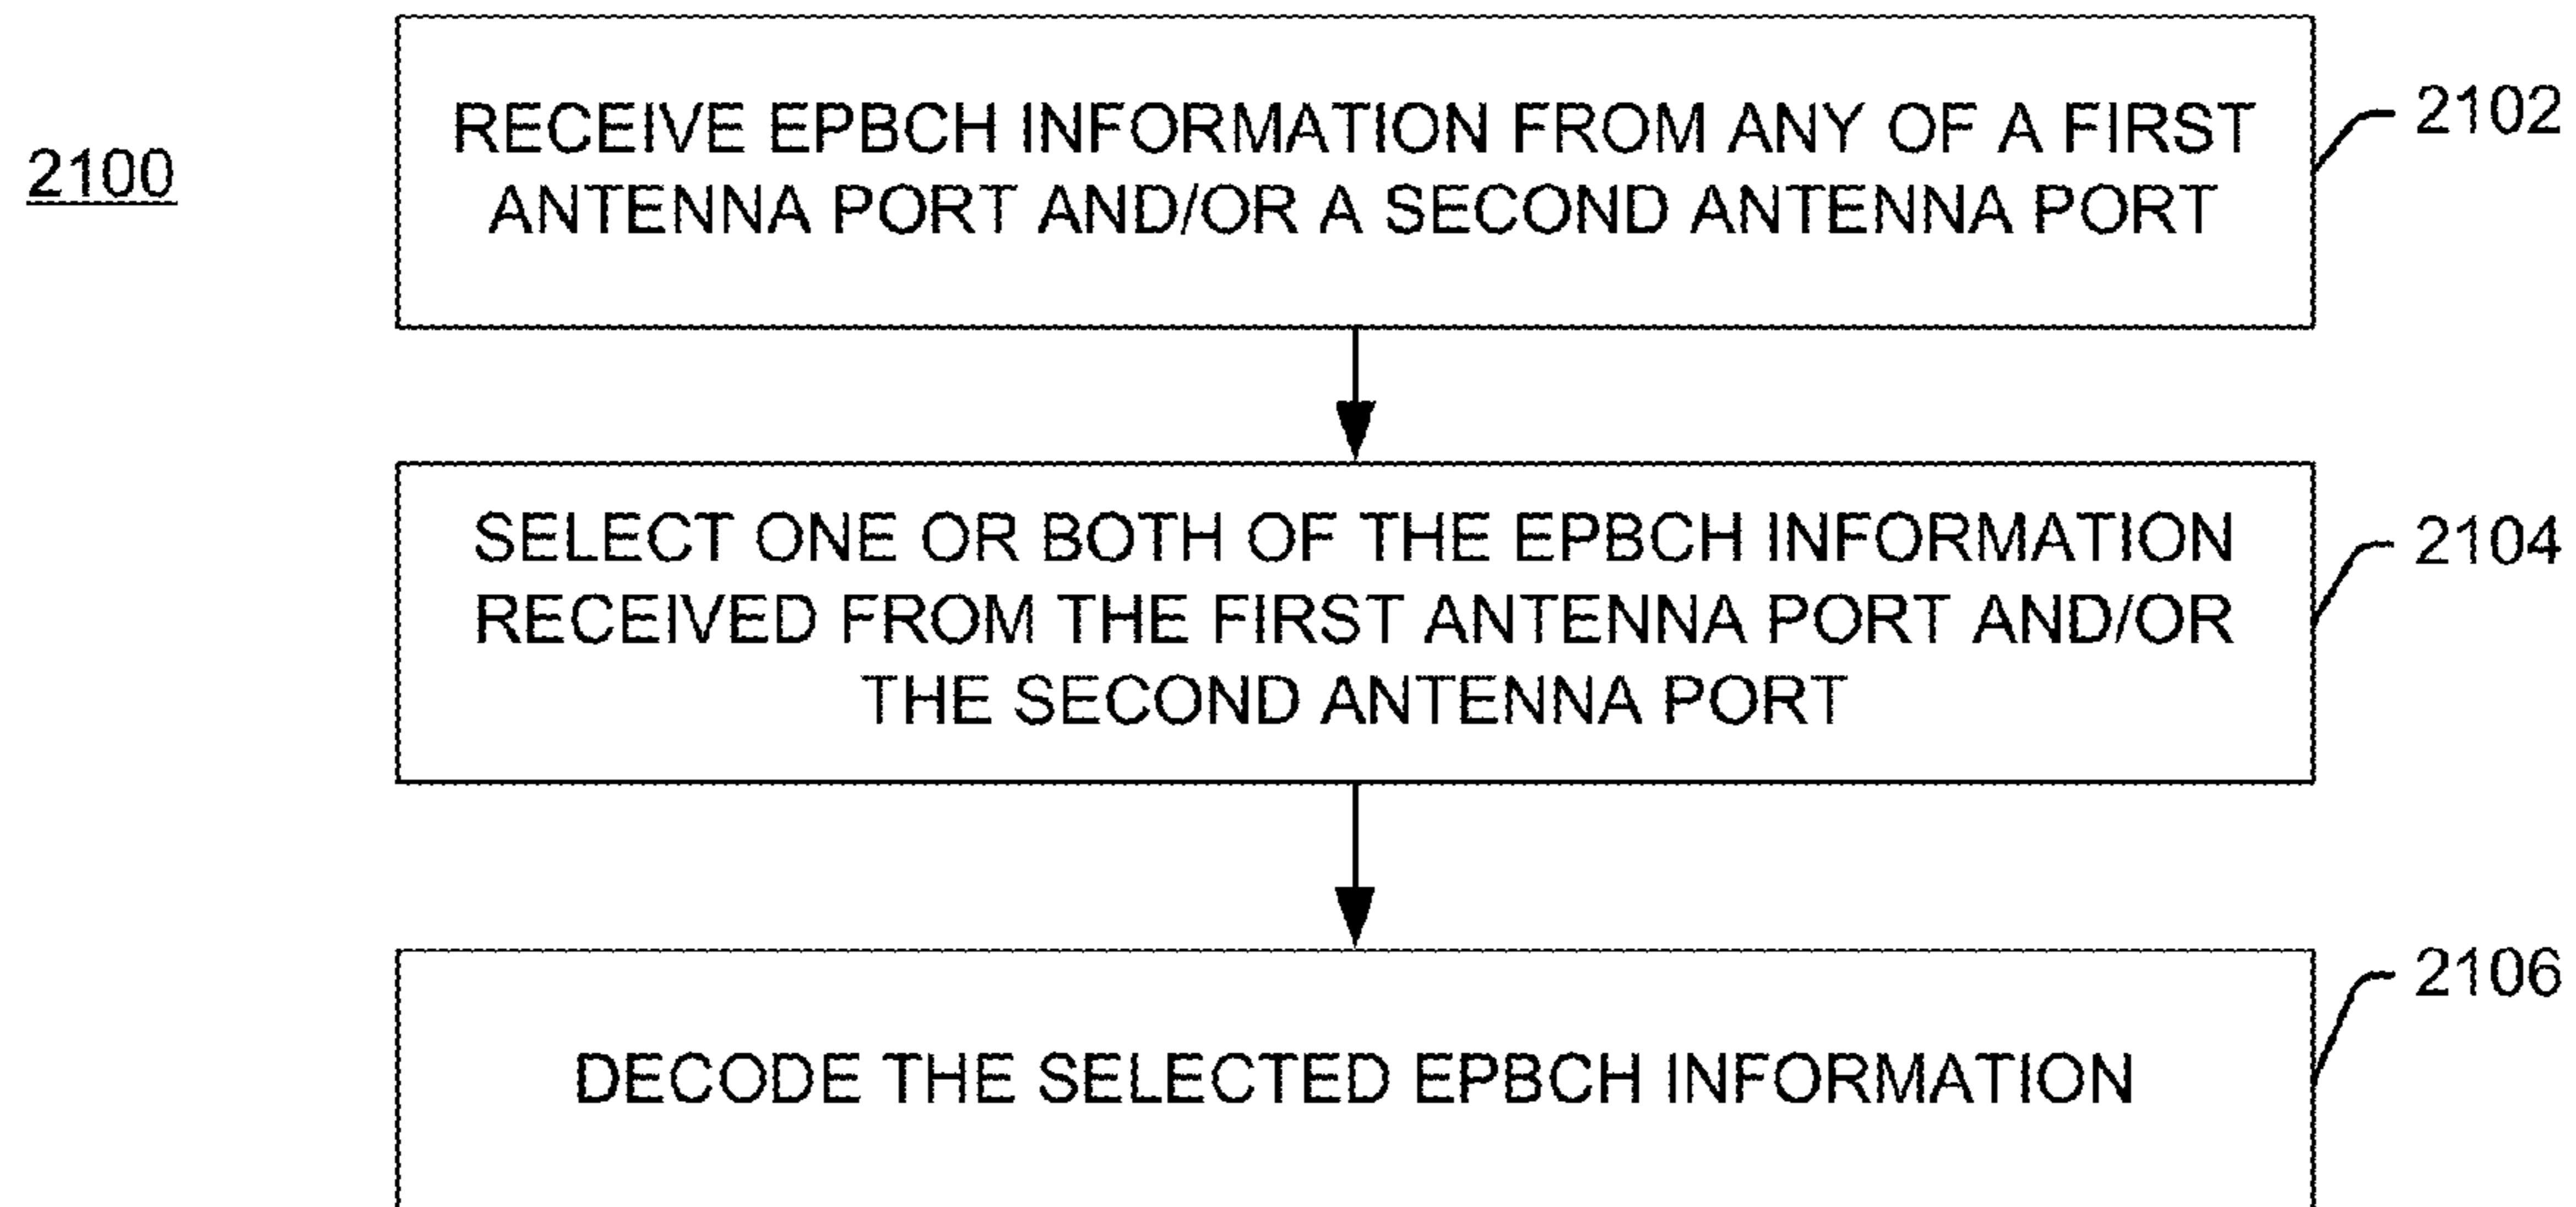 2100
RECEIVE EPBCH INFORMATION FROM ANY OF A FIRST
ANTENNA PORT AND/OR A SECOND ANTENNA PORT
2102
SELECT ONE OR BOTH OF THE EPBCH INFORMATION
RECEIVED FROM THE FIRST ANTENNA PORT AND/OR
THE SECOND ANTENNA PORT
2104
DECODE THE SELECTED EPBCH INFORMATION
2106